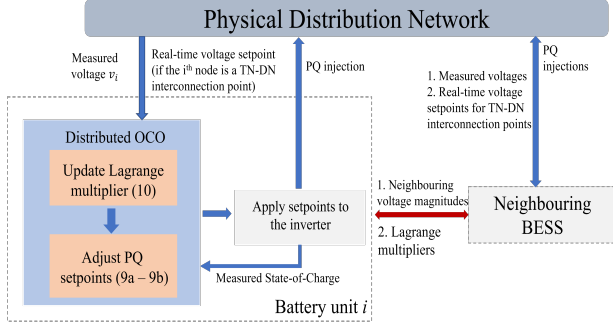 Physical Distribution Network
Measured
voltage vᵢ
Real-time voltage setpoint
(if the iᵗʰ node is a TN-DN
interconnection point)
PQ injection
PQ
injections
1. Measured voltages
2. Real-time voltage
setpoints for TN-DN
interconnection points
Distributed OCO
Update Lagrange
multiplier (10)
Adjust PQ
setpoints (9a – 9b)
Apply setpoints to
the inverter
Measured State-of-Charge
Battery unit i
1. Neighbouring
voltage magnitudes
2. Lagrange
multipliers
Neighbouring
BESS